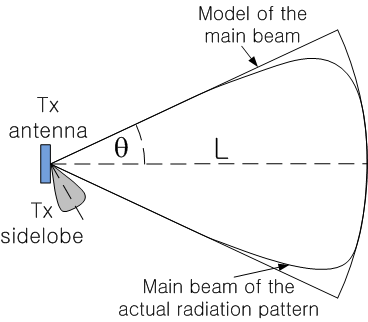 Model of the
main beam
Tx
antenna
θ
L
Tx
sidelobe
Main beam of the
actual radiation pattern